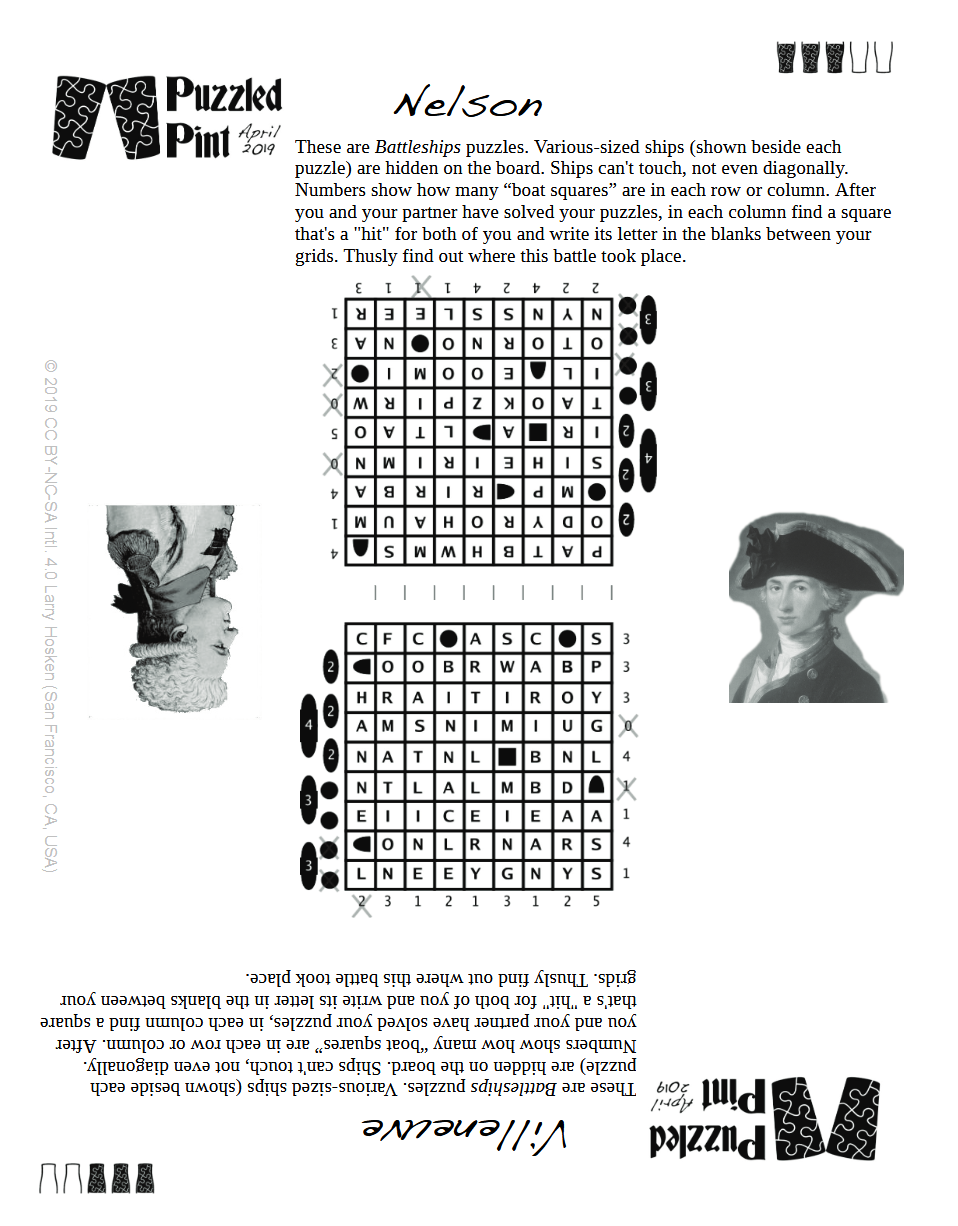 Puzzled
Pint
April
2019
Nelson
These are Battleships puzzles. Various-sized ships (shown beside each
puzzle) are hidden on the board. Ships can't touch, not even diagonally.
Numbers show how many “boat squares” are in each row or column. After
you and your partner have solved your puzzles, in each column find a square
that's a "hit" for both of you and write its letter in the blanks between your
grids. Thusly find out where this battle took place.
C F C A S C S 3
2 O O B R W A B P 3
H R A I T I R O Y 3
4 2 A M S N I M I U G 0
2 N A T N L B N L 4
3 N T L A L M B D 1
E I I C E I E A A 1
3 O N L R N A R S 4
L N E E Y G N Y S 1
2 3 1 2 1 3 1 2 5
© 2019 CC BY-NC-SA Intl. 4.0 Larry Hosken (San Francisco, CA, USA)
Puzzled
Pint
April
2019
Villeneuve
These are Battleships puzzles. Various-sized ships (shown beside each
puzzle) are hidden on the board. Ships can't touch, not even diagonally.
Numbers show how many “boat squares” are in each row or column. After
you and your partner have solved your puzzles, in each column find a square
that's a "hit" for both of you and write its letter in the blanks between your
grids. Thusly find out where this battle took place.
P A T B H W M S 4
2 O D Y R O H A U M 1
M P R I R B A 4
4 2 S I H E I R I M N 0
2 I R A L T A O 5
3 T A O K Z P I R W 0
I L E O O M I 2
3 O T O R N O N A 3
N Y N S S L E E R 1
2 2 4 2 4 1 1 1 3